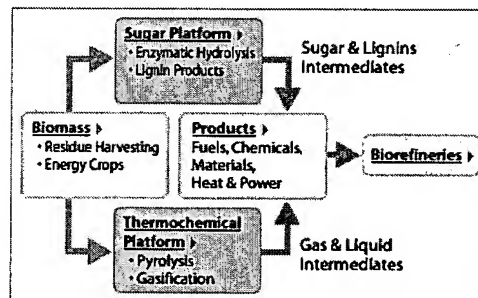 Sugar Platform ▸
• Enzymatic Hydrolysis
• Lignin Products
Sugar & Lignins
Intermediates
Biomass ▸
• Residue Harvesting
• Energy Crops
Products ▸
Fuels, Chemicals,
Materials,
Heat & Power
Biorefineries ▸
Thermochemical
Platform ▸
• Pyrolysis
• Gasification
Gas & Liquid
Intermediates